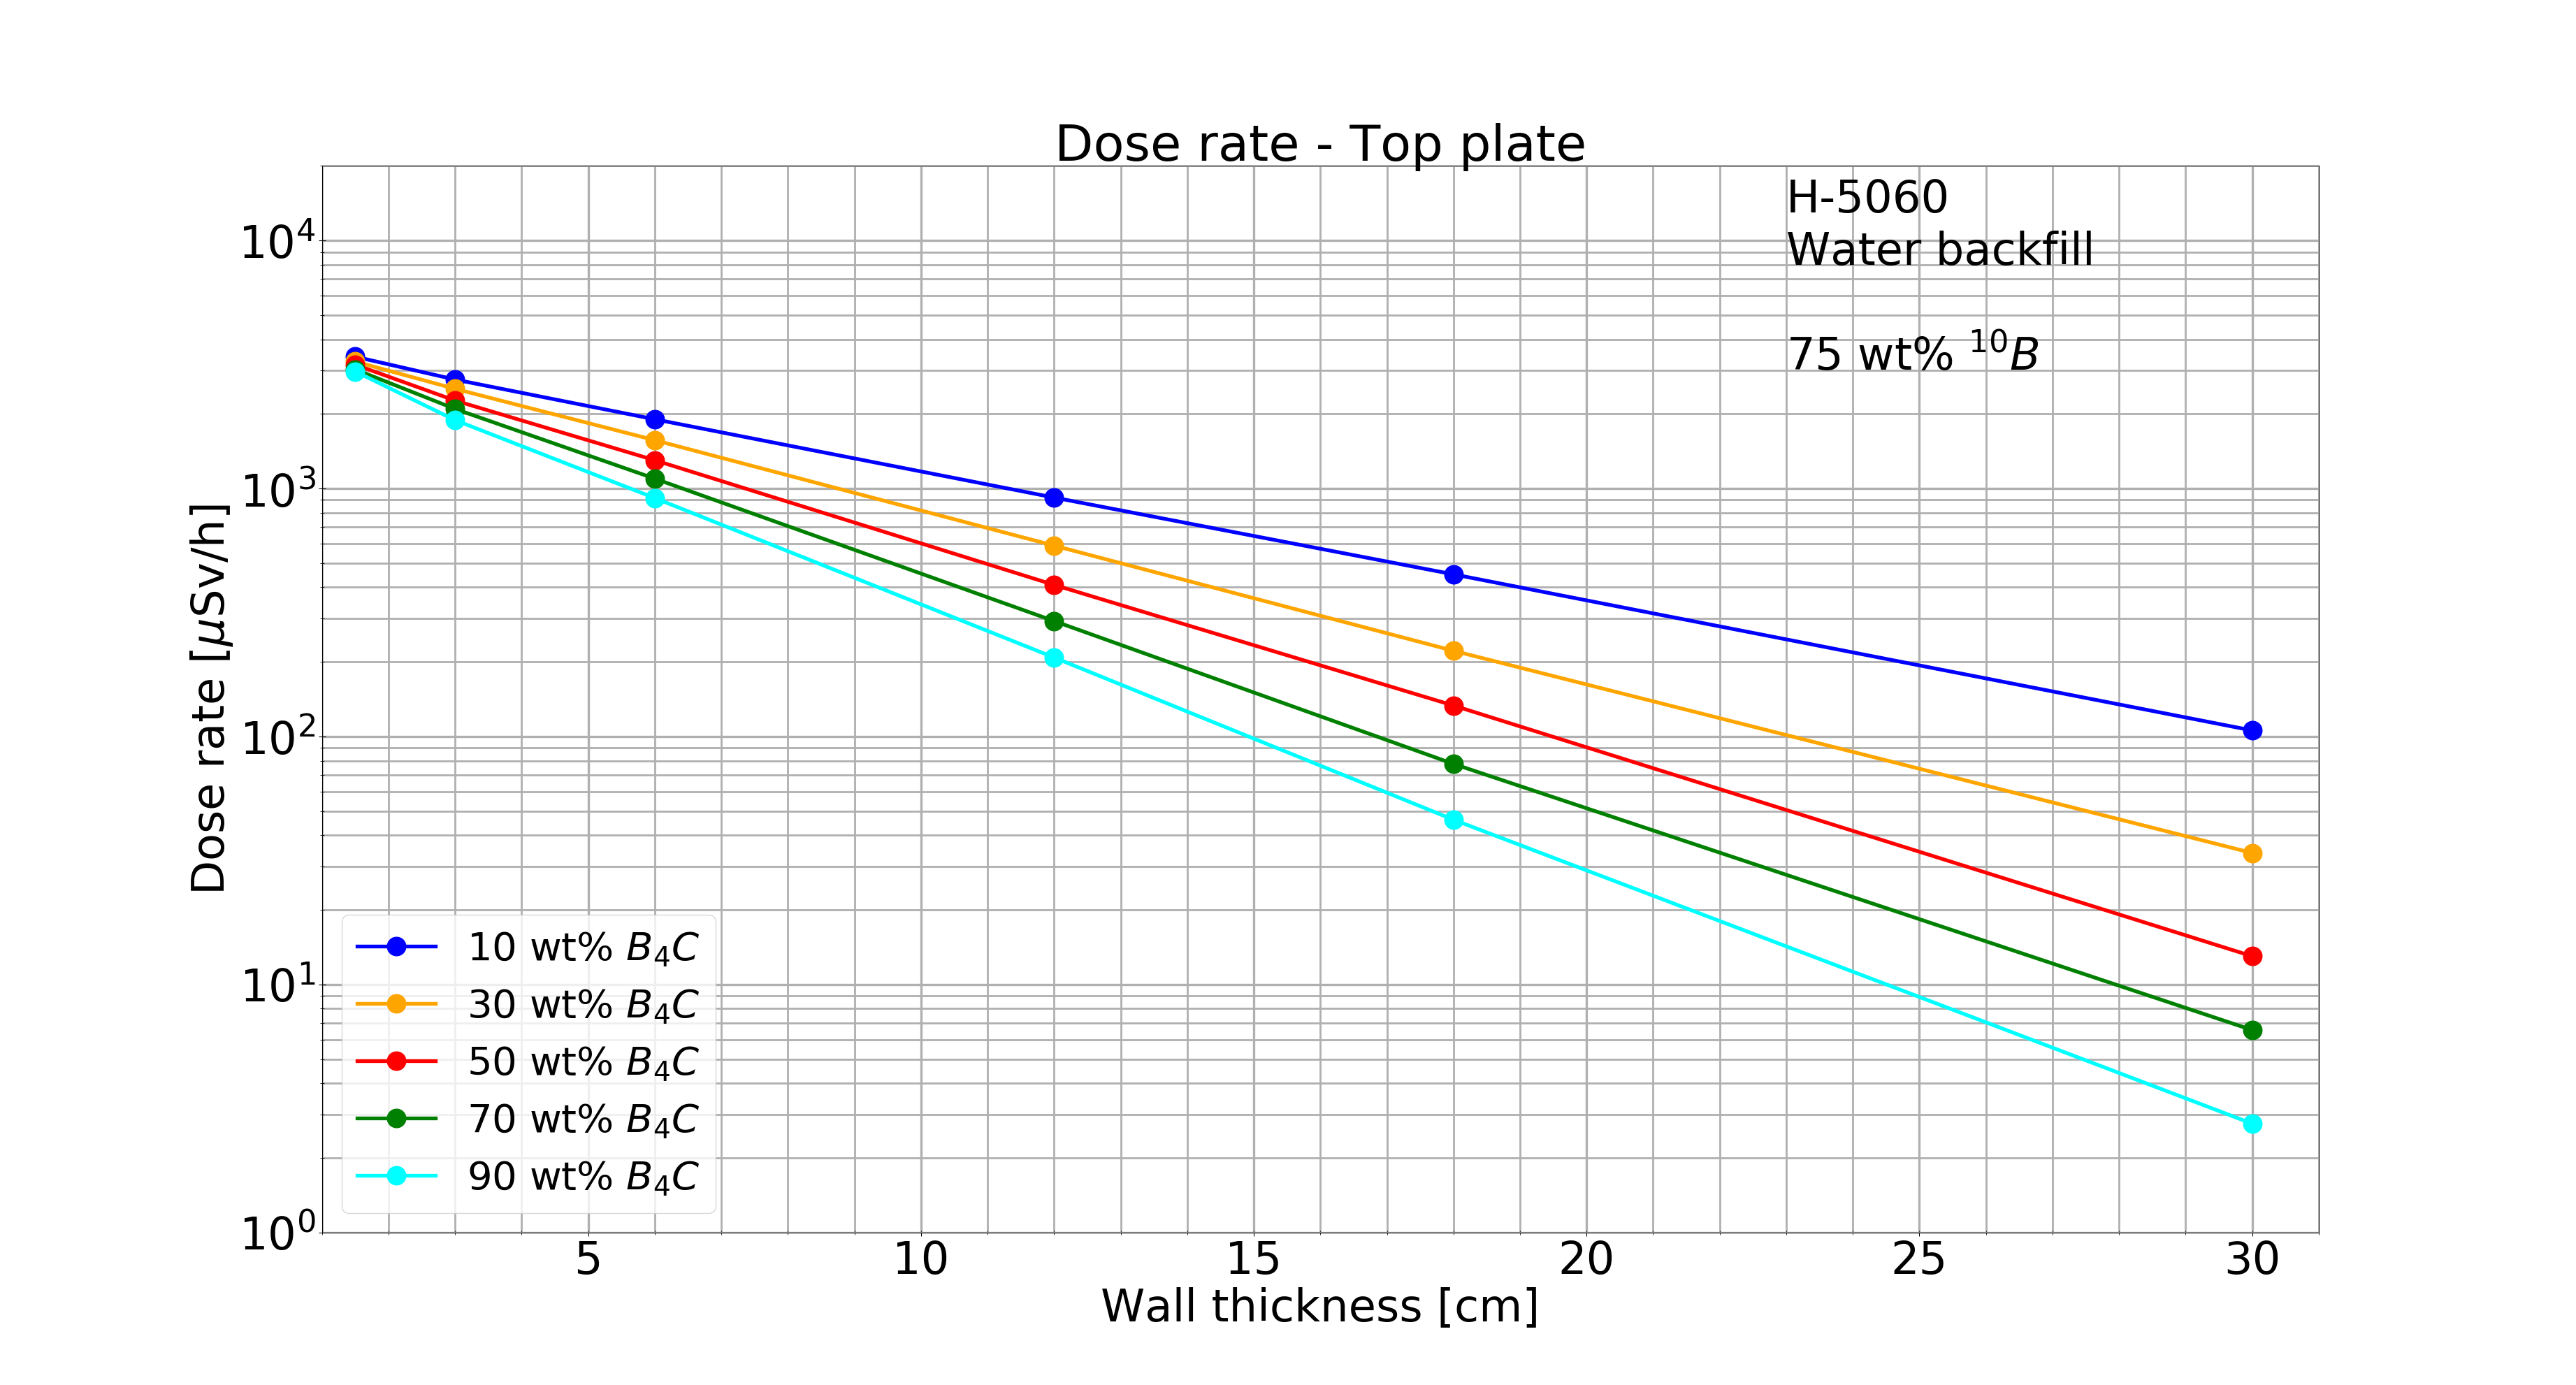 Dose rate - Top plate
H-5060
Water backfill
75 wt% ¹⁰B
Dose rate [μSv/h]
10⁴
10³
10²
10¹
10⁰
10 wt% B₄C
30 wt% B₄C
50 wt% B₄C
70 wt% B₄C
90 wt% B₄C
5 10 15 20 25 30
Wall thickness [cm]